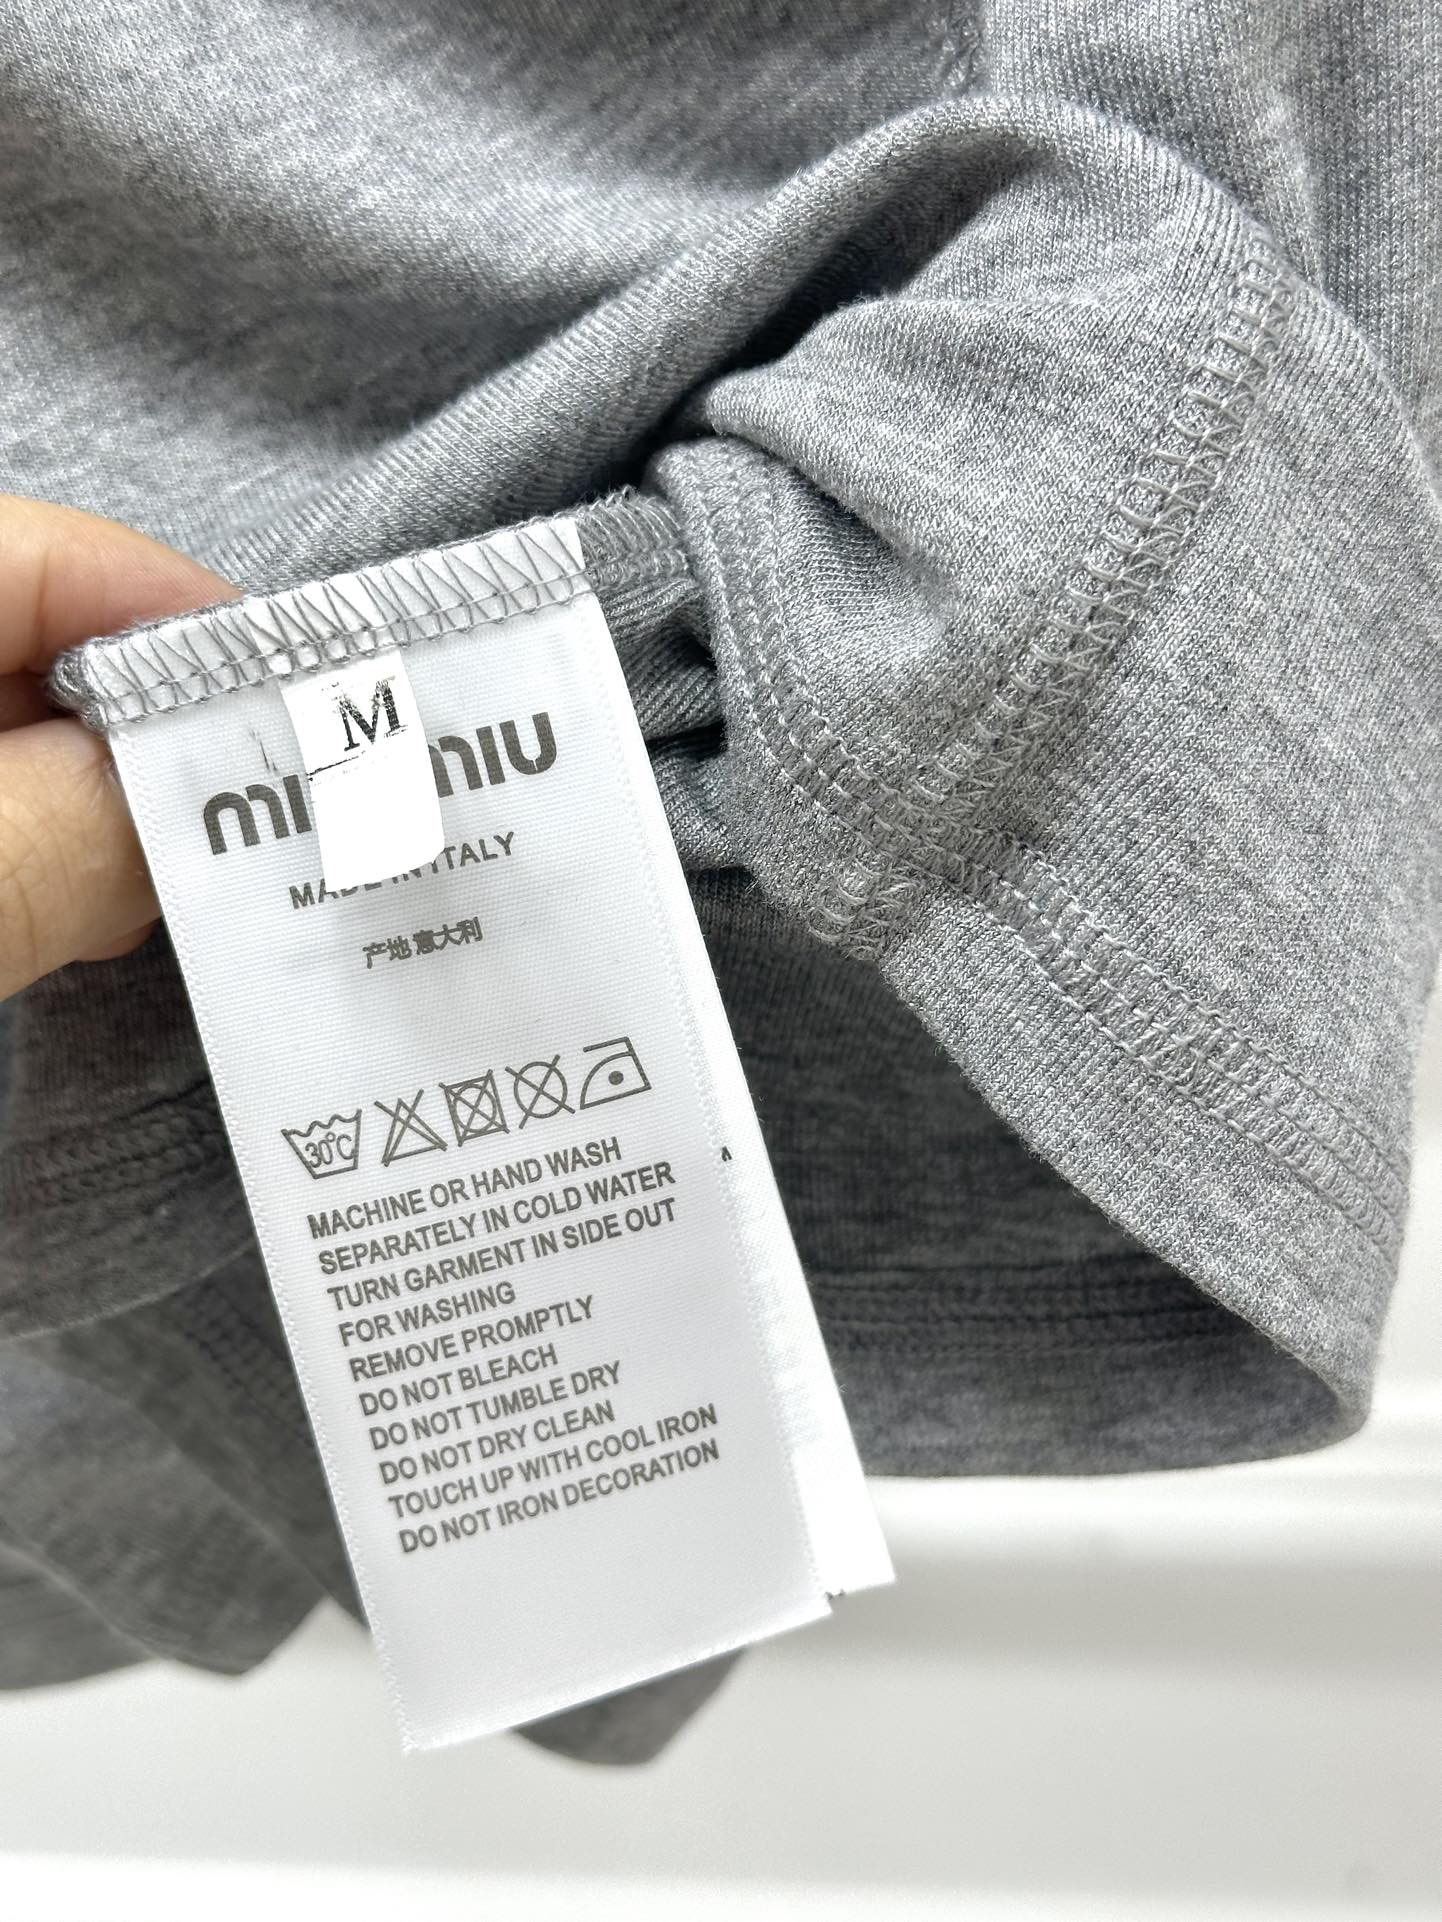 M
miu miu
MADE IN ITALY
产地 意大利
30°C
MACHINE OR HAND WASH
SEPARATELY IN COLD WATER
TURN GARMENT IN SIDE OUT
FOR WASHING
REMOVE PROMPTLY
DO NOT BLEACH
DO NOT TUMBLE DRY
DO NOT DRY CLEAN
TOUCH UP WITH COOL IRON
DO NOT IRON DECORATION